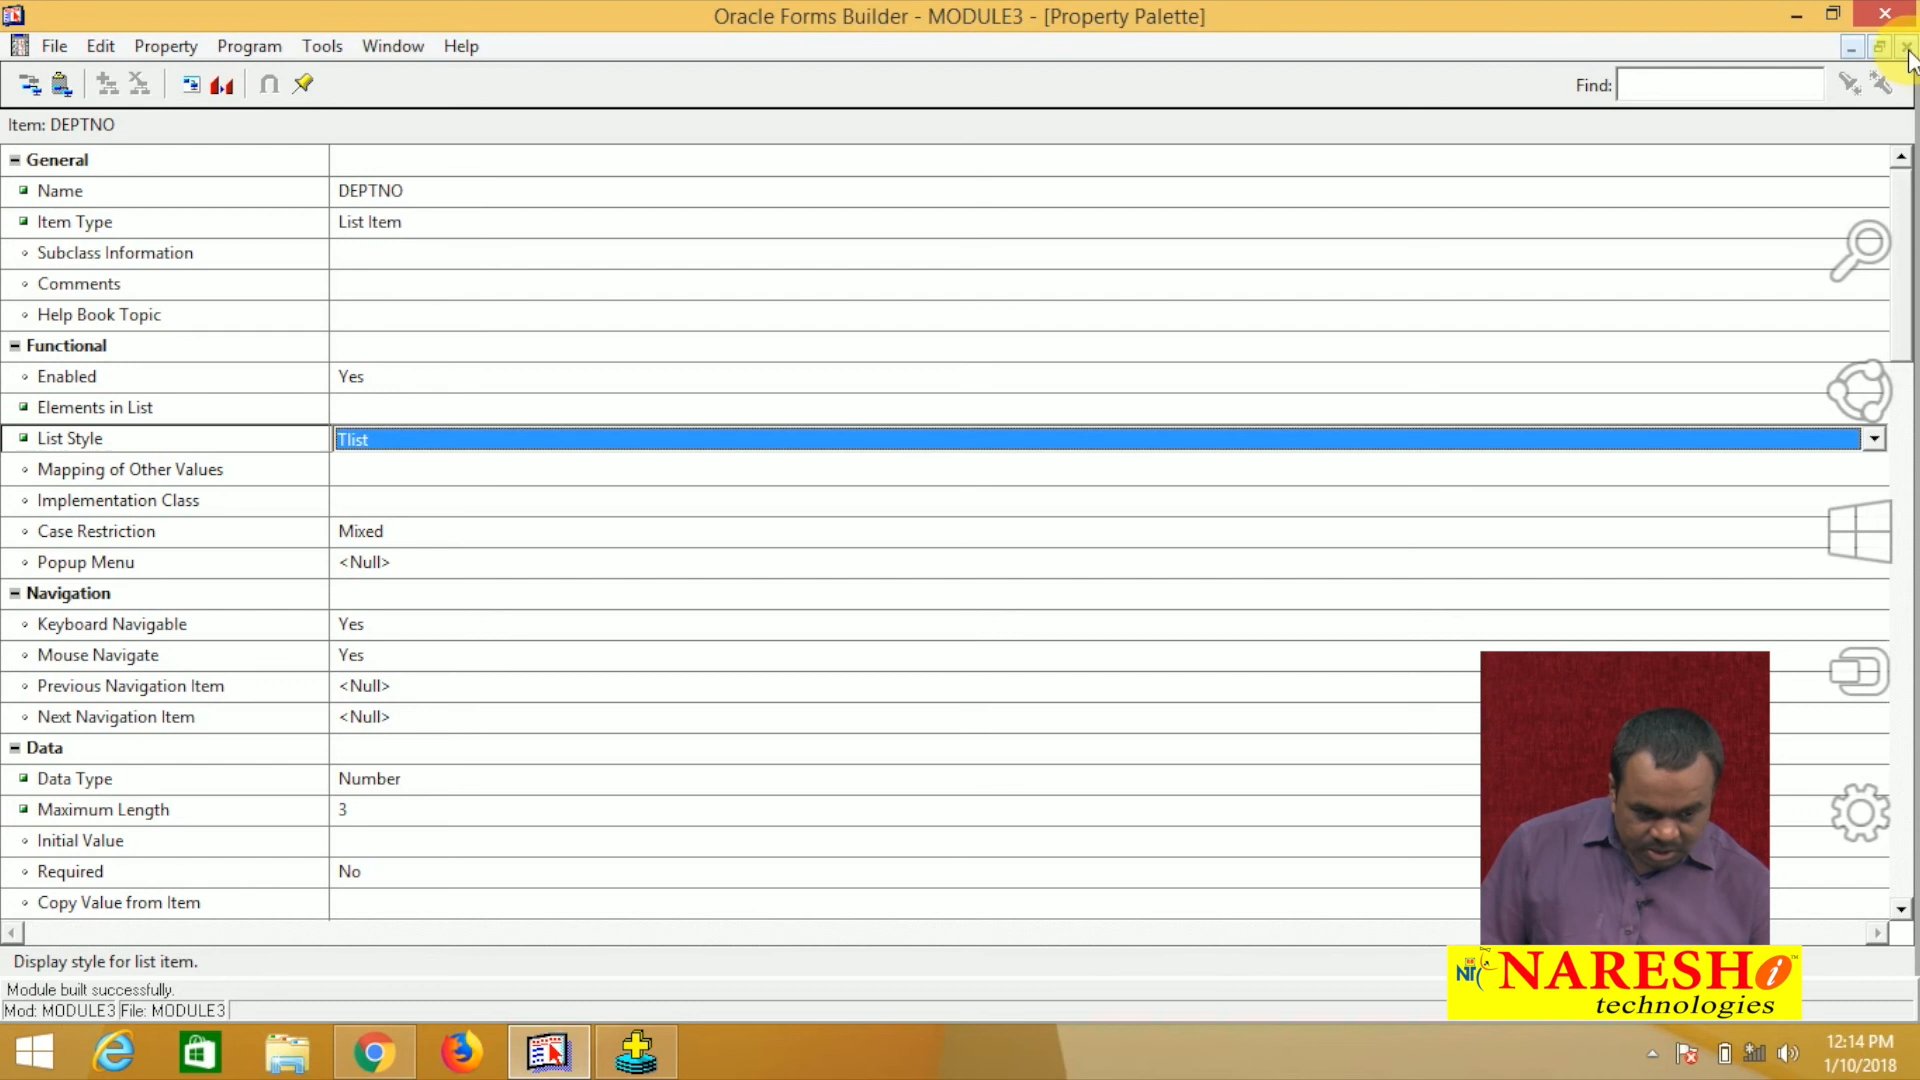 Oracle Forms Builder - MODULE3 - [Property Palette]
File Edit Property Program Tools Window Help
Find:
Item: DEPTNO
General
Name DEPTNO
Item Type List Item
Subclass Information
Comments
Help Book Topic
Functional
Enabled Yes
Elements in List
List Style Tlist
Mapping of Other Values
Implementation Class
Case Restriction Mixed
Popup Menu <Null>
Navigation
Keyboard Navigable Yes
Mouse Navigate Yes
Previous Navigation Item <Null>
Next Navigation Item <Null>
Data
Data Type Number
Maximum Length 3
Initial Value
Required No
Copy Value from Item
Display style for list item.
Module built successfully.
Mod: MODULE3 File: MODULE3
NARESH i
technologies
12:14 PM
1/10/2018